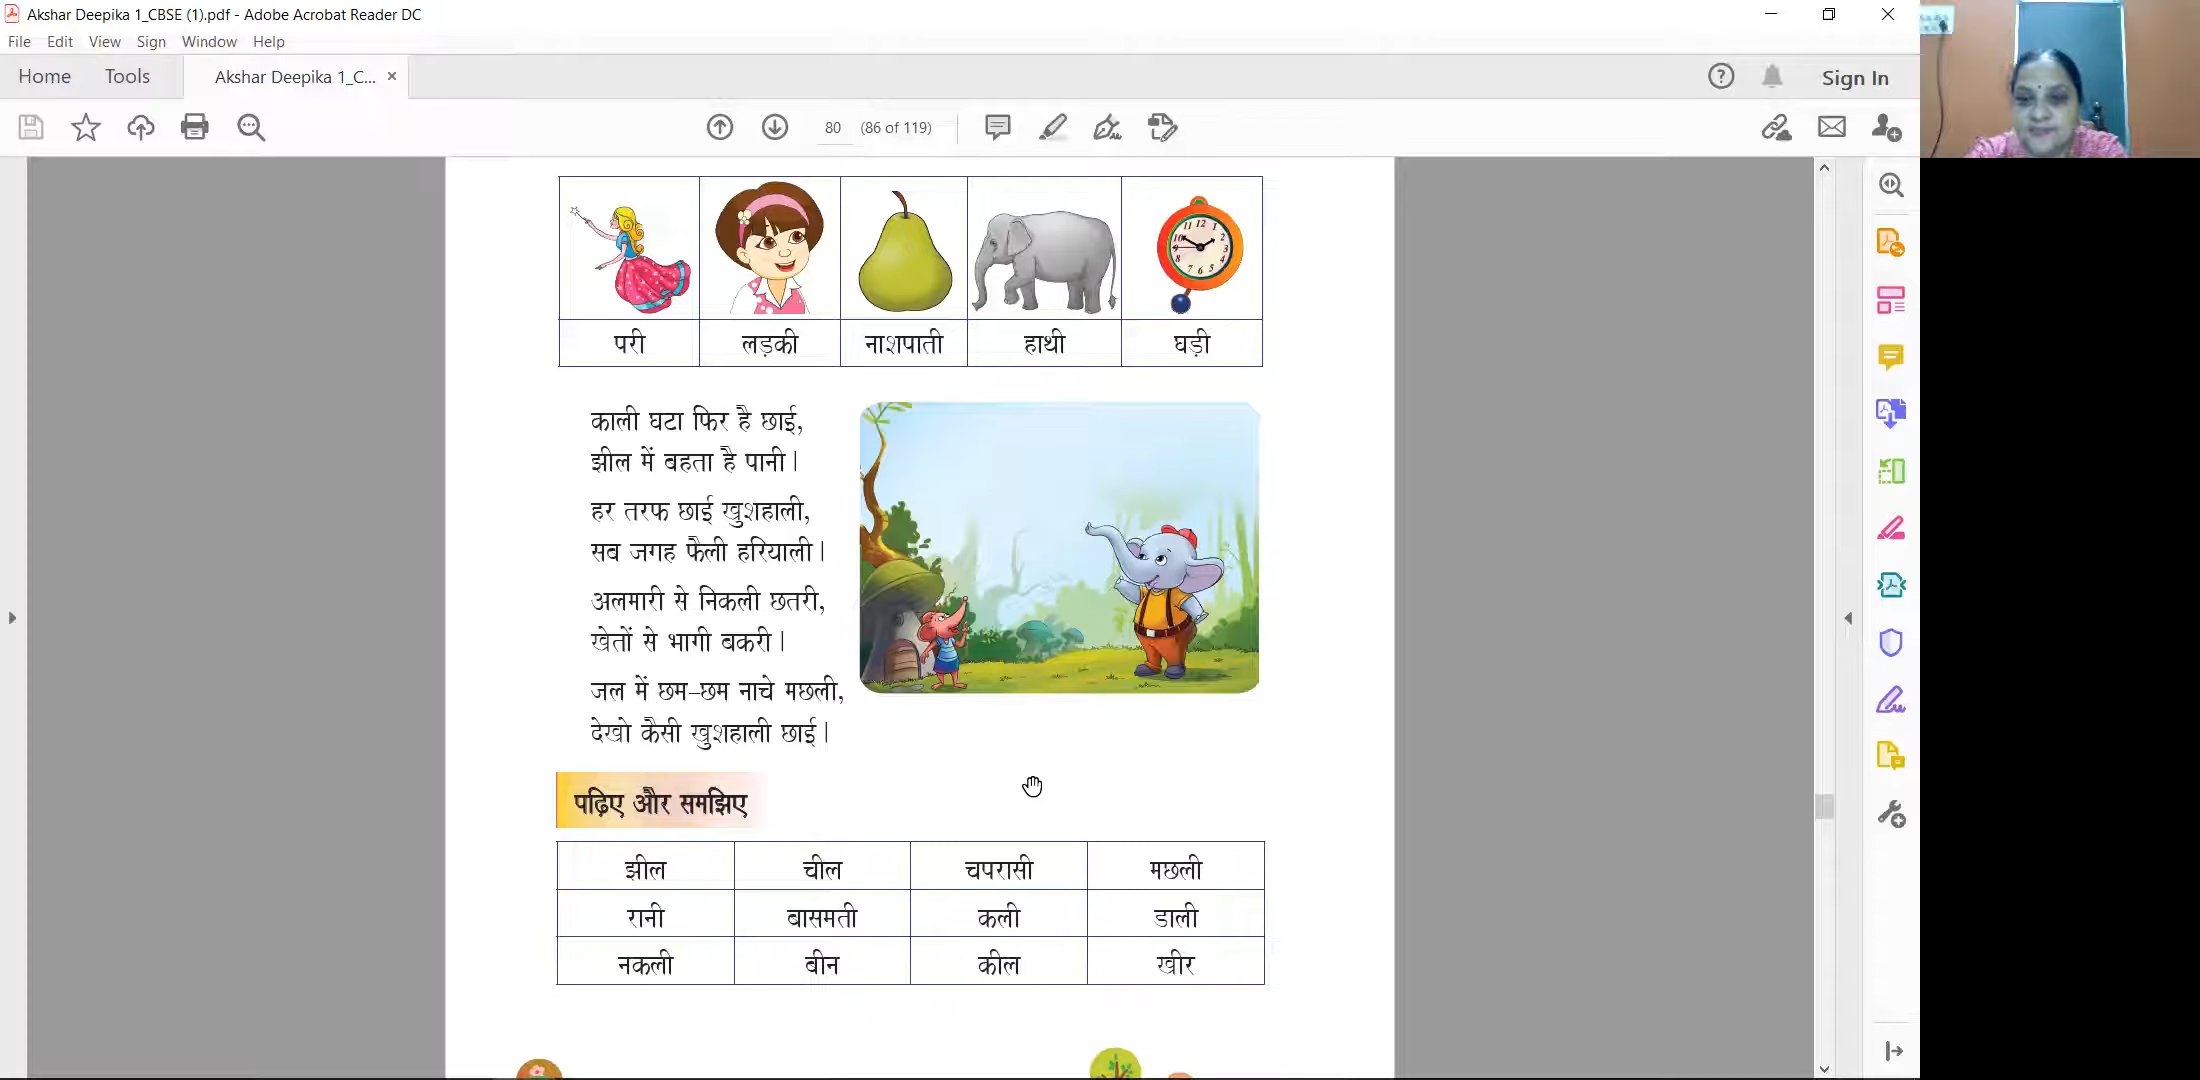 Akshar Deepika 1_CBSE (1).pdf - Adobe Acrobat Reader DC
File Edit View Sign Window Help
Home Tools Akshar Deepika 1_C... × Sign In
80 (86 of 119)
परी लड़की नाशपाती हाथी घड़ी
काली घटा फिर है छाई,
झील में बहता है पानी।
हर तरफ छाई खुशहाली,
सब जगह फैली हरियाली।
अलमारी से निकली छतरी,
खेतों से भागी बकरी।
जल में छम–छम नाचे मछली,
देखो कैसी खुशहाली छाई।
पढ़िए और समझिए
झील चील चपरासी मछली
रानी बासमती कली डाली
नकली बीन कील खीर